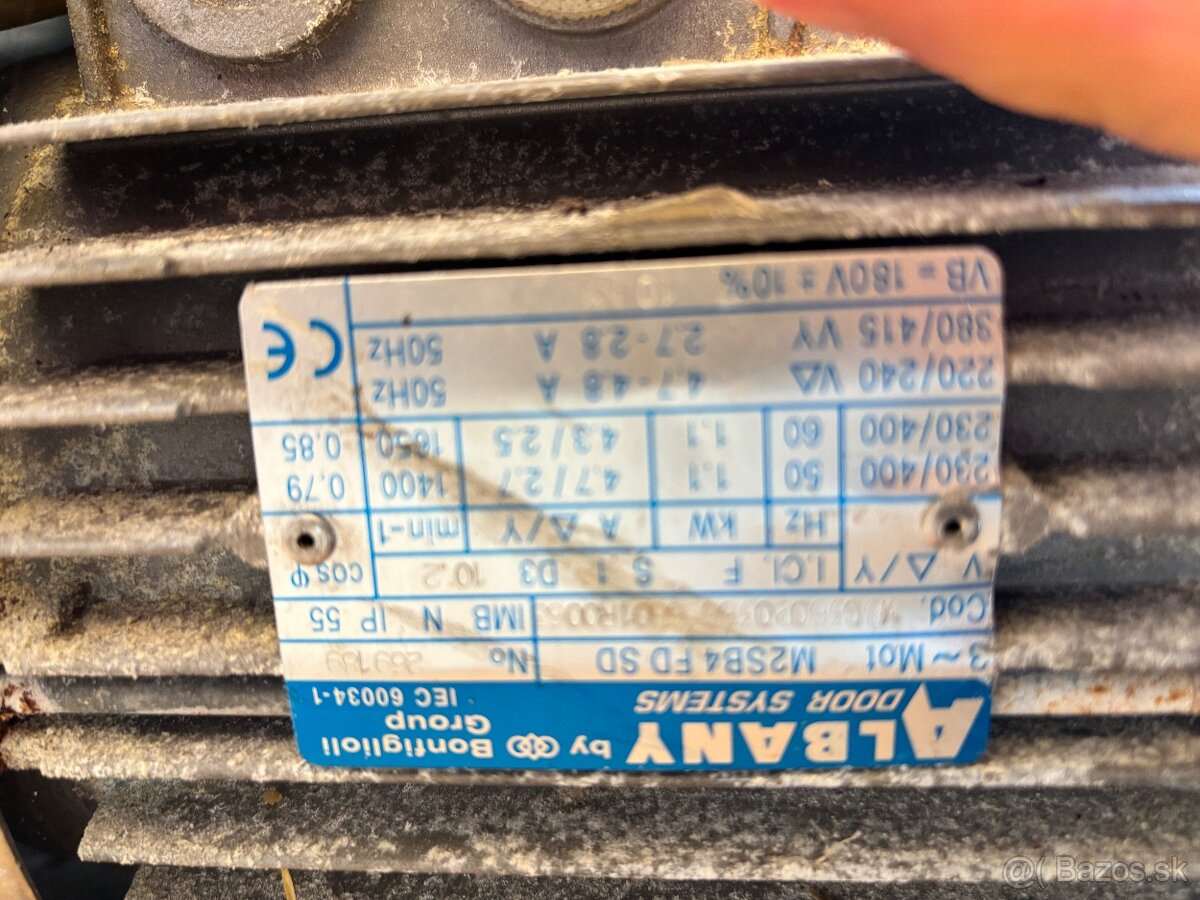 ALBANY by Bonfiglioli Group
DOOR SYSTEMS IEC 60034-1
3~Mot M2SB4 FD SD No 269189
Cod. IMB N IP 55
V Δ/Y I.Cl. F S 1 D3 10.2 cos φ
Hz kW A Δ/Y min-1
230/400 50 1.1 4.7/2.7 1400 0.79
230/400 60 1.1 4.3/2.5 1650 0.85
220/240 VΔ 4.7-4.8 A 50Hz
380/415 VY 2.7-2.8 A 50Hz
CE
VB = 180V ± 10%
@( Bazos.sk